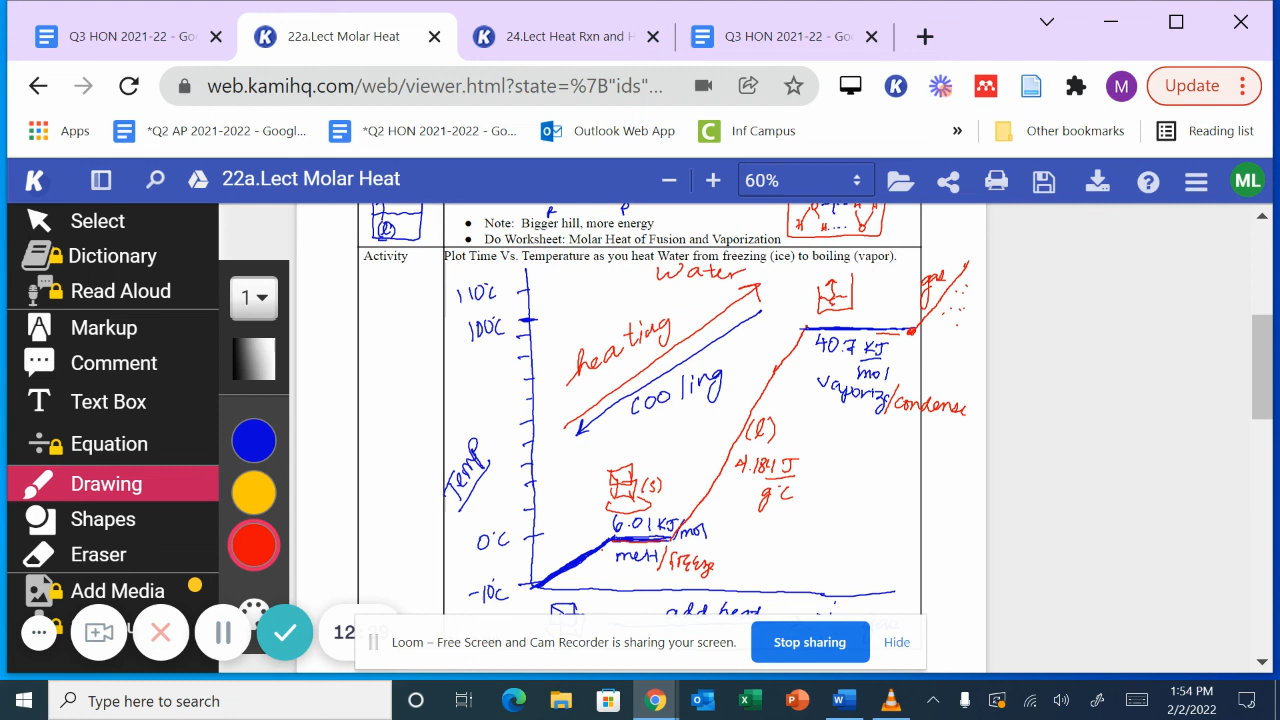 Q3 HON 2021-22 - Goo
22a.Lect Molar Heat
24.Lect Heat Rxn and H
Q3 HON 2021-22 - Goo
web.kamihq.com/web/viewer.html?state=%7B"ids"...
M
Update
Apps
*Q2 AP 2021-2022 - Googl...
*Q2 HON 2021-2022 - Go...
Outlook Web App
Inf Campus
»
Other bookmarks
Reading list
22a.Lect Molar Heat
60%
ML
Select
Dictionary
Read Aloud
Markup
Comment
Text Box
Equation
Drawing
Shapes
Eraser
Add Media
1
(l)
R P
• Note: Bigger hill, more energy
• Do Worksheet: Molar Heat of Fusion and Vaporization
Activity
Plot Time Vs. Temperature as you heat Water from freezing (ice) to boiling (vapor).
Water
110°C
100°C
heating
cooling
gas
40.7 KJ
mol
vaporize/condense
(l)
4.184 J
g°C
Temp
(s)
6.01 KJ/mol
0°C
melt/freeze
-10°C
add heat
Loom – Free Screen and Cam Recorder is sharing your screen.
Stop sharing
Hide
Type here to search
1:54 PM
2/2/2022